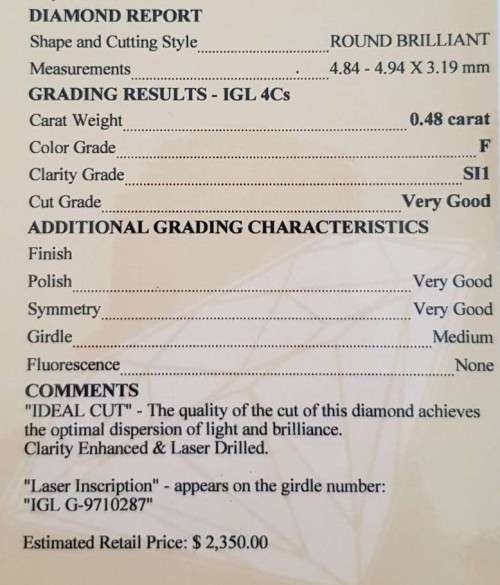 DIAMOND REPORT
Shape and Cutting Style ROUND BRILLIANT
Measurements 4.84 - 4.94 X 3.19 mm
GRADING RESULTS - IGL 4Cs
Carat Weight 0.48 carat
Color Grade F
Clarity Grade SI1
Cut Grade Very Good
ADDITIONAL GRADING CHARACTERISTICS
Finish
Polish Very Good
Symmetry Very Good
Girdle Medium
Fluorescence None
COMMENTS
"IDEAL CUT" - The quality of the cut of this diamond achieves
the optimal dispersion of light and brilliance.
Clarity Enhanced & Laser Drilled.
"Laser Inscription" - appears on the girdle number:
"IGL G-9710287"
Estimated Retail Price: $ 2,350.00